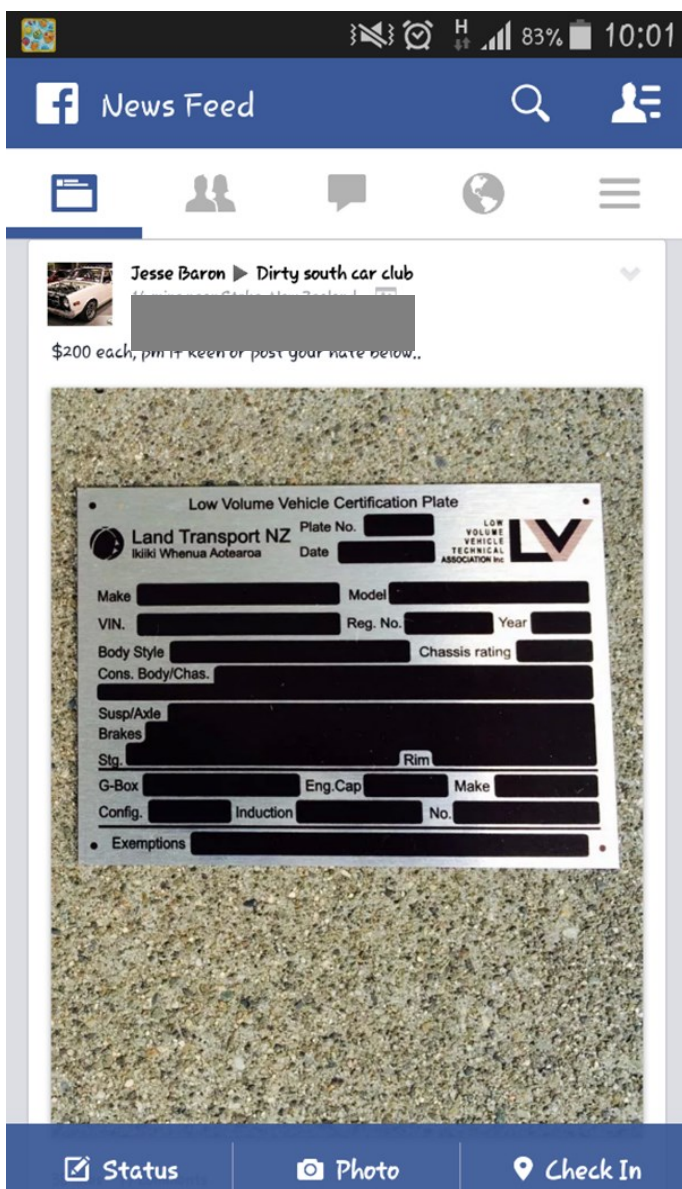 H 83% 10:01
f News Feed
Jesse Baron ▶ Dirty south car club
$200 each, pm if keen or post your hate below..
Low Volume Vehicle Certification Plate
Land Transport NZ
Ikiiki Whenua Aotearoa
Plate No.
Date
LOW
VOLUME
VEHICLE
TECHNICAL
ASSOCIATION Inc
LV
Make Model
VIN. Reg. No. Year
Body Style Chassis rating
Cons. Body/Chas.
Susp/Axle
Brakes
Stg. Rim
G-Box Eng.Cap Make
Config. Induction No.
Exemptions
Status Photo Check In